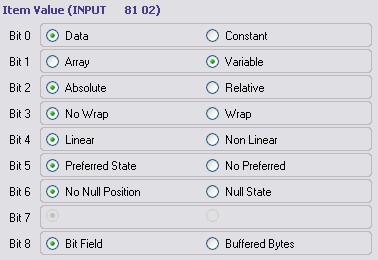 Item Value (INPUT 81 02)
Bit 0 Data Constant
Bit 1 Array Variable
Bit 2 Absolute Relative
Bit 3 No Wrap Wrap
Bit 4 Linear Non Linear
Bit 5 Preferred State No Preferred
Bit 6 No Null Position Null State
Bit 7
Bit 8 Bit Field Buffered Bytes